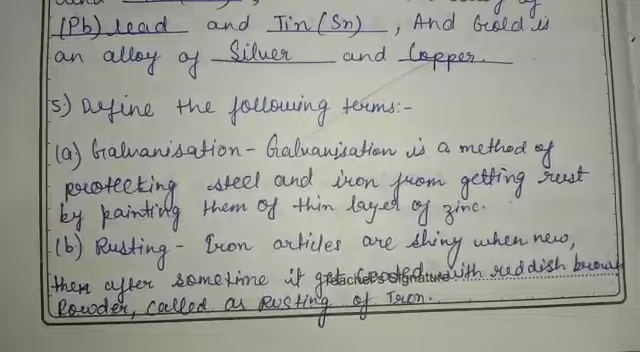 (Pb) lead and Tin (Sn), And Gold is
an alloy of Silver and Copper.
5.) Define the following terms:-
(a) Galvanisation - Galvanisation is a method of
protecting steel and iron from getting rust
by painting them of thin layer of zinc.
(b) Rusting - Iron articles are shiny when new,
then after sometime it get coated with reddish brown
Powder, called as Rusting of Iron.
Teacher's Signature